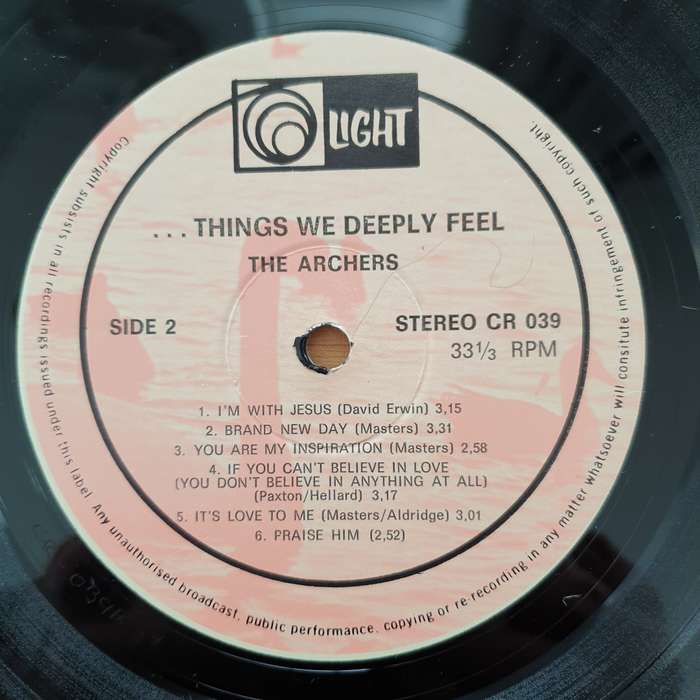 LIGHT
...THINGS WE DEEPLY FEEL
THE ARCHERS
SIDE 2
STEREO CR 039
33⅓ RPM
1. I'M WITH JESUS (David Erwin) 3,15
2. BRAND NEW DAY (Masters) 3,31
3. YOU ARE MY INSPIRATION (Masters) 2,58
4. IF YOU CAN'T BELIEVE IN LOVE
(YOU DON'T BELIEVE IN ANYTHING AT ALL)
(Paxton/Hellard) 3,17
5. IT'S LOVE TO ME (Masters/Aldridge) 3,01
6. PRAISE HIM (2,52)
Copyright subsists in all recordings issued under this label. Any unauthorised broadcast, public performance, copying or re-recording in any matter whatsoever will consitute infringement of such copyright.